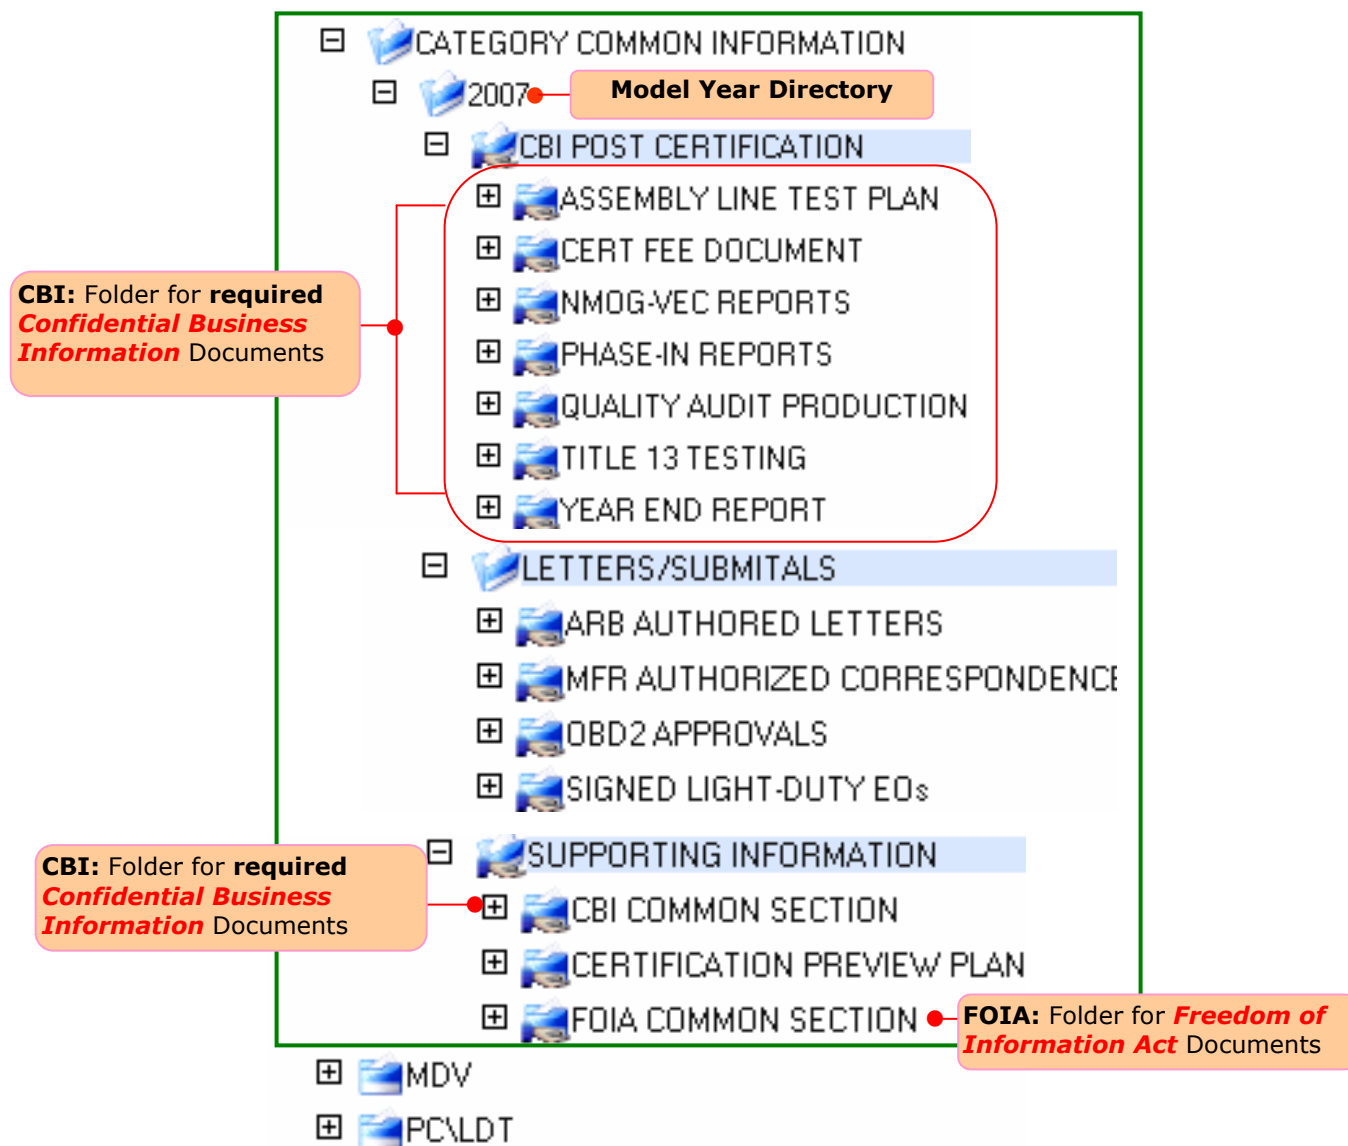 CATEGORY COMMON INFORMATION
2007
Model Year Directory
CBI POST CERTIFICATION
ASSEMBLY LINE TEST PLAN
CERT FEE DOCUMENT
NMOG-VEC REPORTS
PHASE-IN REPORTS
QUALITY AUDIT PRODUCTION
TITLE 13 TESTING
YEAR END REPORT
CBI: Folder for required
Confidential Business
Information Documents
LETTERS/SUBMITALS
ARB AUTHORED LETTERS
MFR AUTHORIZED CORRESPONDENCE
OBD2 APPROVALS
SIGNED LIGHT-DUTY EOs
SUPPORTING INFORMATION
CBI: Folder for required
Confidential Business
Information Documents
CBI COMMON SECTION
CERTIFICATION PREVIEW PLAN
FOIA COMMON SECTION
FOIA: Folder for Freedom of
Information Act Documents
MDV
PC\LDT